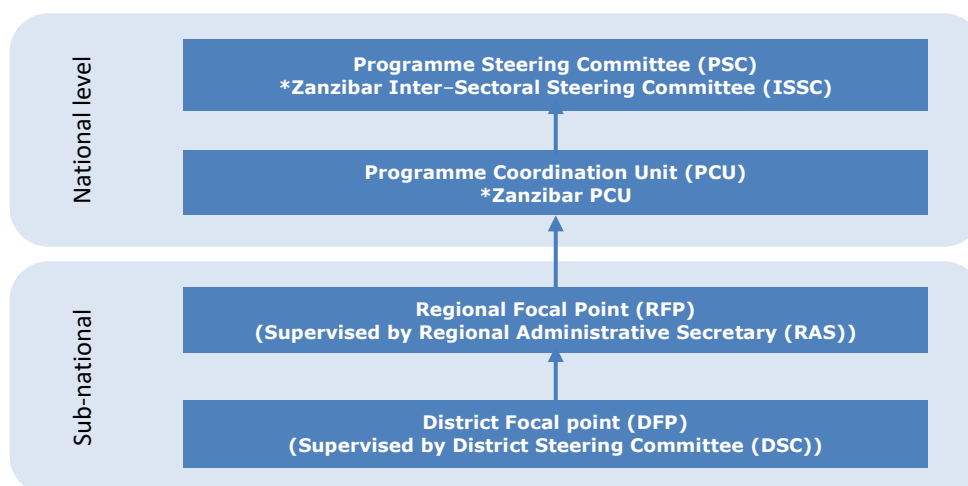 National level
Programme Steering Committee (PSC)
*Zanzibar Inter–Sectoral Steering Committee (ISSC)
Programme Coordination Unit (PCU)
*Zanzibar PCU
Sub-national
Regional Focal Point (RFP)
(Supervised by Regional Administrative Secretary (RAS))
District Focal point (DFP)
(Supervised by District Steering Committee (DSC))